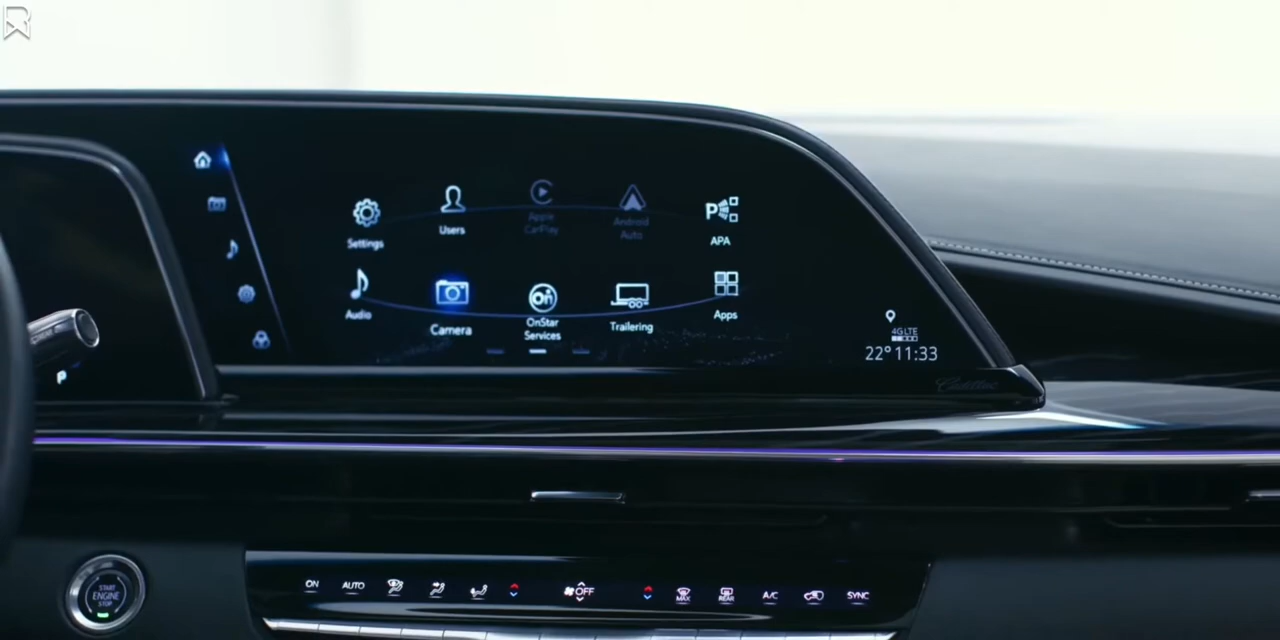 Settings
Users
Apple
CarPlay
Android
Auto
APA
Audio
Camera
OnStar
Services
Trailering
Apps
4G LTE
22° 11:33
Cadillac
P
START
ENGINE
STOP
ON
AUTO
OFF
MAX
REAR
A/C
SYNC